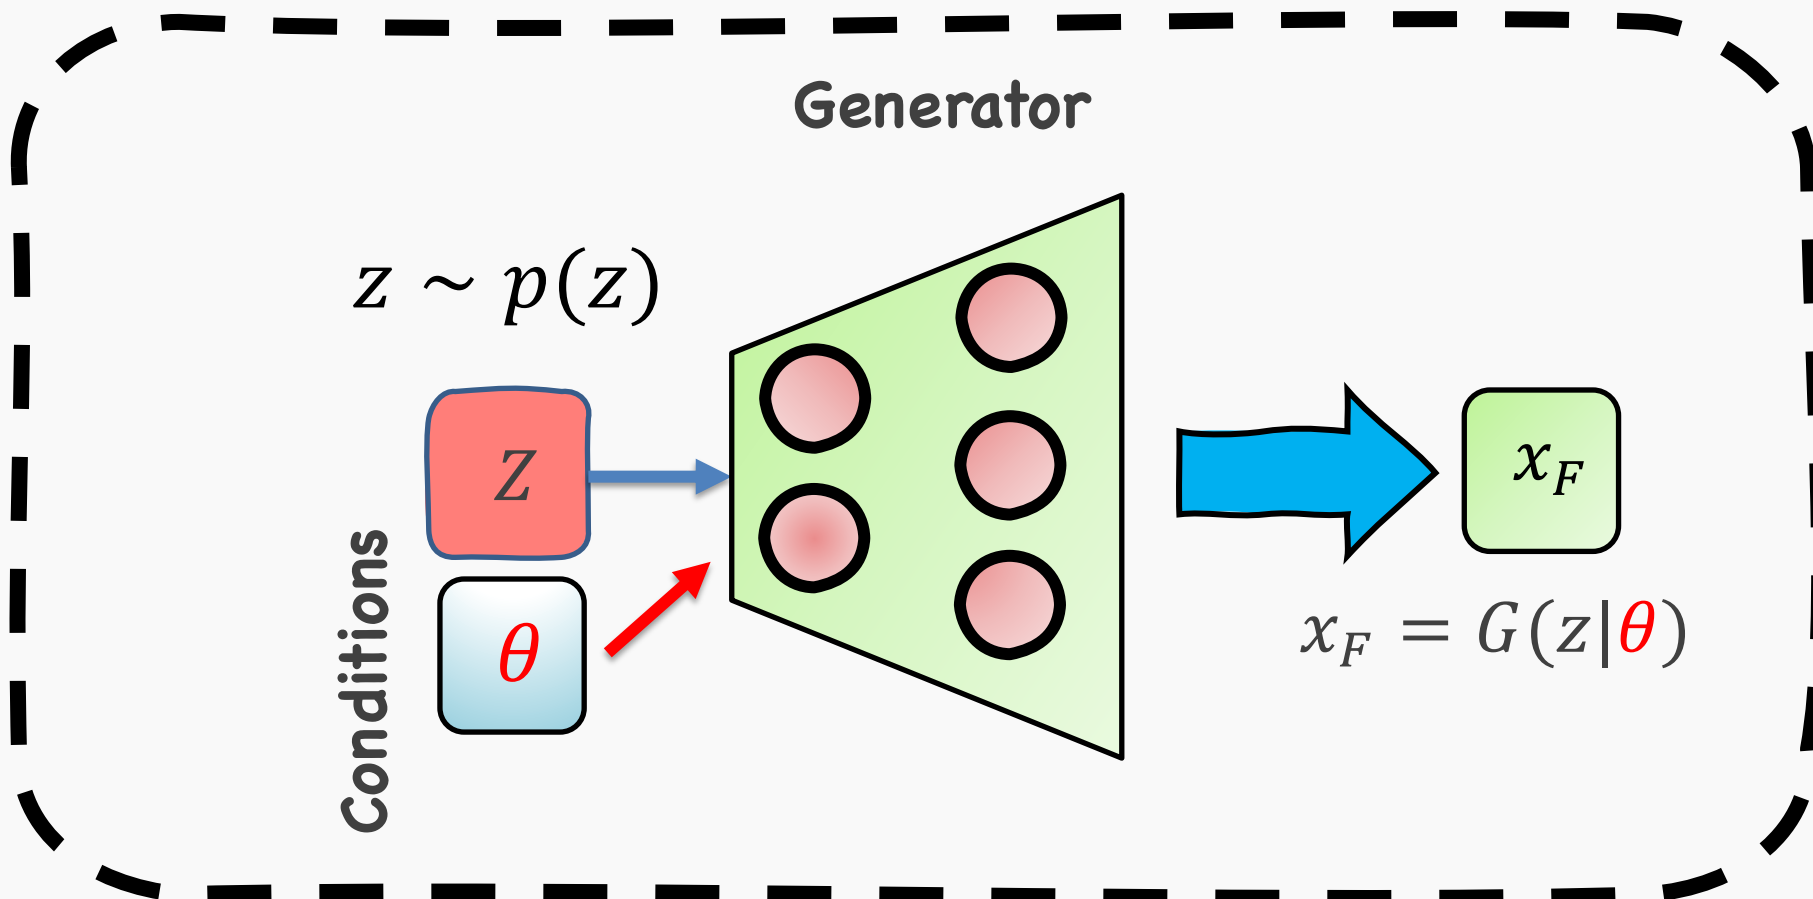 Generator
z ~ p(z)
Z
θ
Conditions
x_F
x_F = G(z|θ)